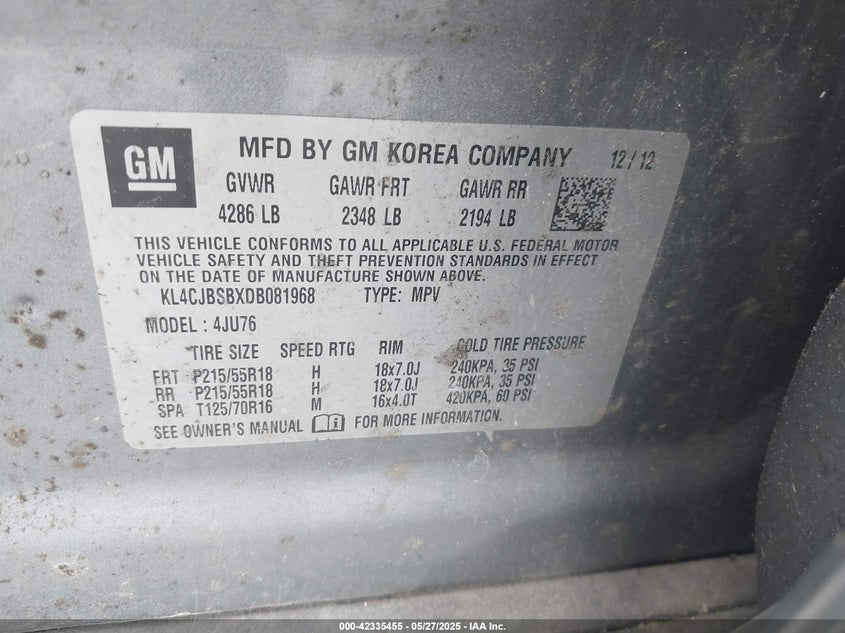 GM MFD BY GM KOREA COMPANY 12/12
GVWR GAWR FRT GAWR RR
4286 LB 2348 LB 2194 LB
THIS VEHICLE CONFORMS TO ALL APPLICABLE U.S. FEDERAL MOTOR
VEHICLE SAFETY AND THEFT PREVENTION STANDARDS IN EFFECT
ON THE DATE OF MANUFACTURE SHOWN ABOVE.
KL4CJBSBXDB081968 TYPE: MPV
MODEL : 4JU76
TIRE SIZE SPEED RTG RIM COLD TIRE PRESSURE
FRT P215/55R18 H 18x7.0J 240KPA, 35 PSI
RR P215/55R18 H 18x7.0J 240KPA, 35 PSI
SPA T125/70R16 M 16x4.0T 420KPA, 60 PSI
SEE OWNER'S MANUAL FOR MORE INFORMATION.
000-42335455 - 05/27/2025 - IAA Inc.